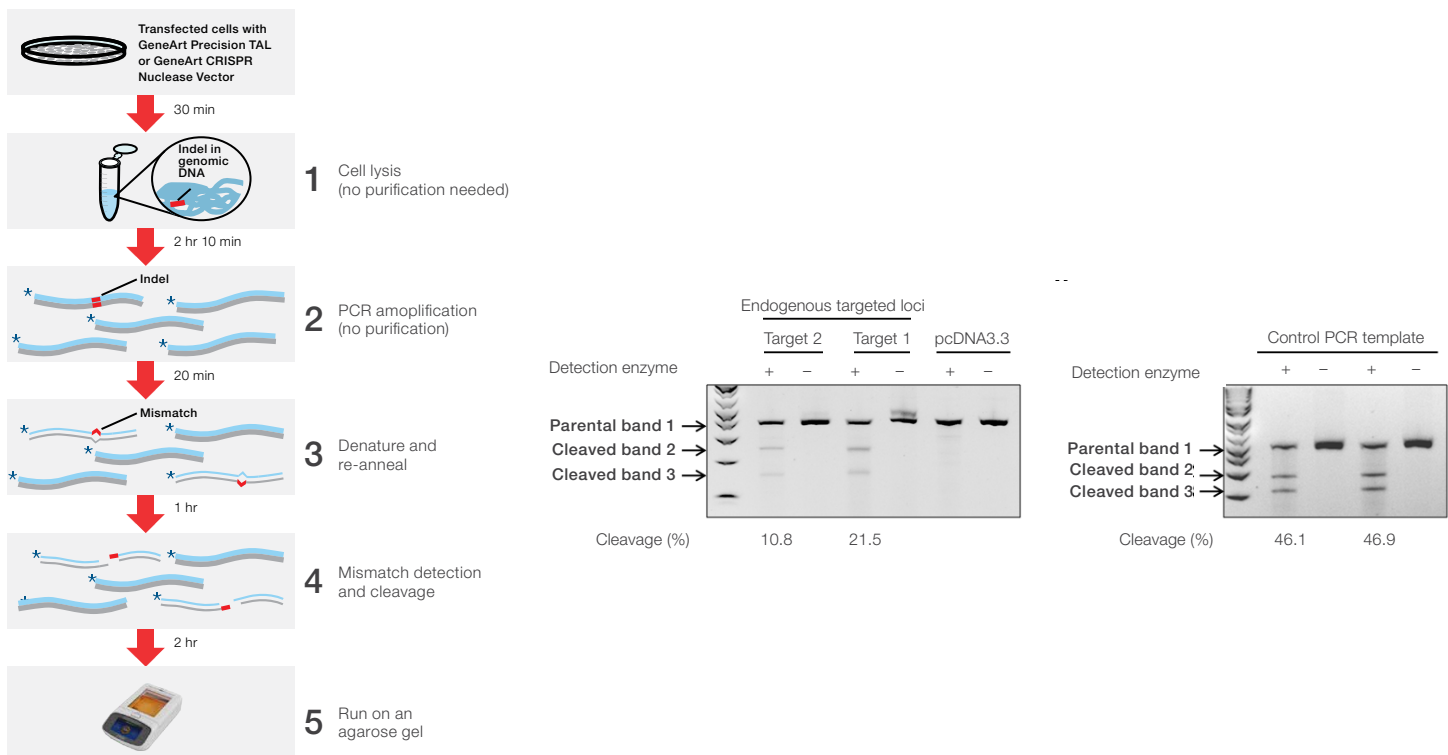 Transfected cells with
GeneArt Precision TAL
or GeneArt CRISPR
Nuclease Vector
30 min
Indel in
genomic
DNA
1 Cell lysis
(no purification needed)
2 hr 10 min
Indel
2 PCR amoplification
(no purification)
20 min
Mismatch
3 Denature and
re-anneal
1 hr
4 Mismatch detection
and cleavage
2 hr
5 Run on an
agarose gel
Endogenous targeted loci
Target 2 Target 1 pcDNA3.3
Detection enzyme + – + – + –
Parental band 1
Cleaved band 2
Cleaved band 3
Cleavage (%) 10.8 21.5
Control PCR template
Detection enzyme + – + –
Parental band 1
Cleaved band 2
Cleaved band 3
Cleavage (%) 46.1 46.9